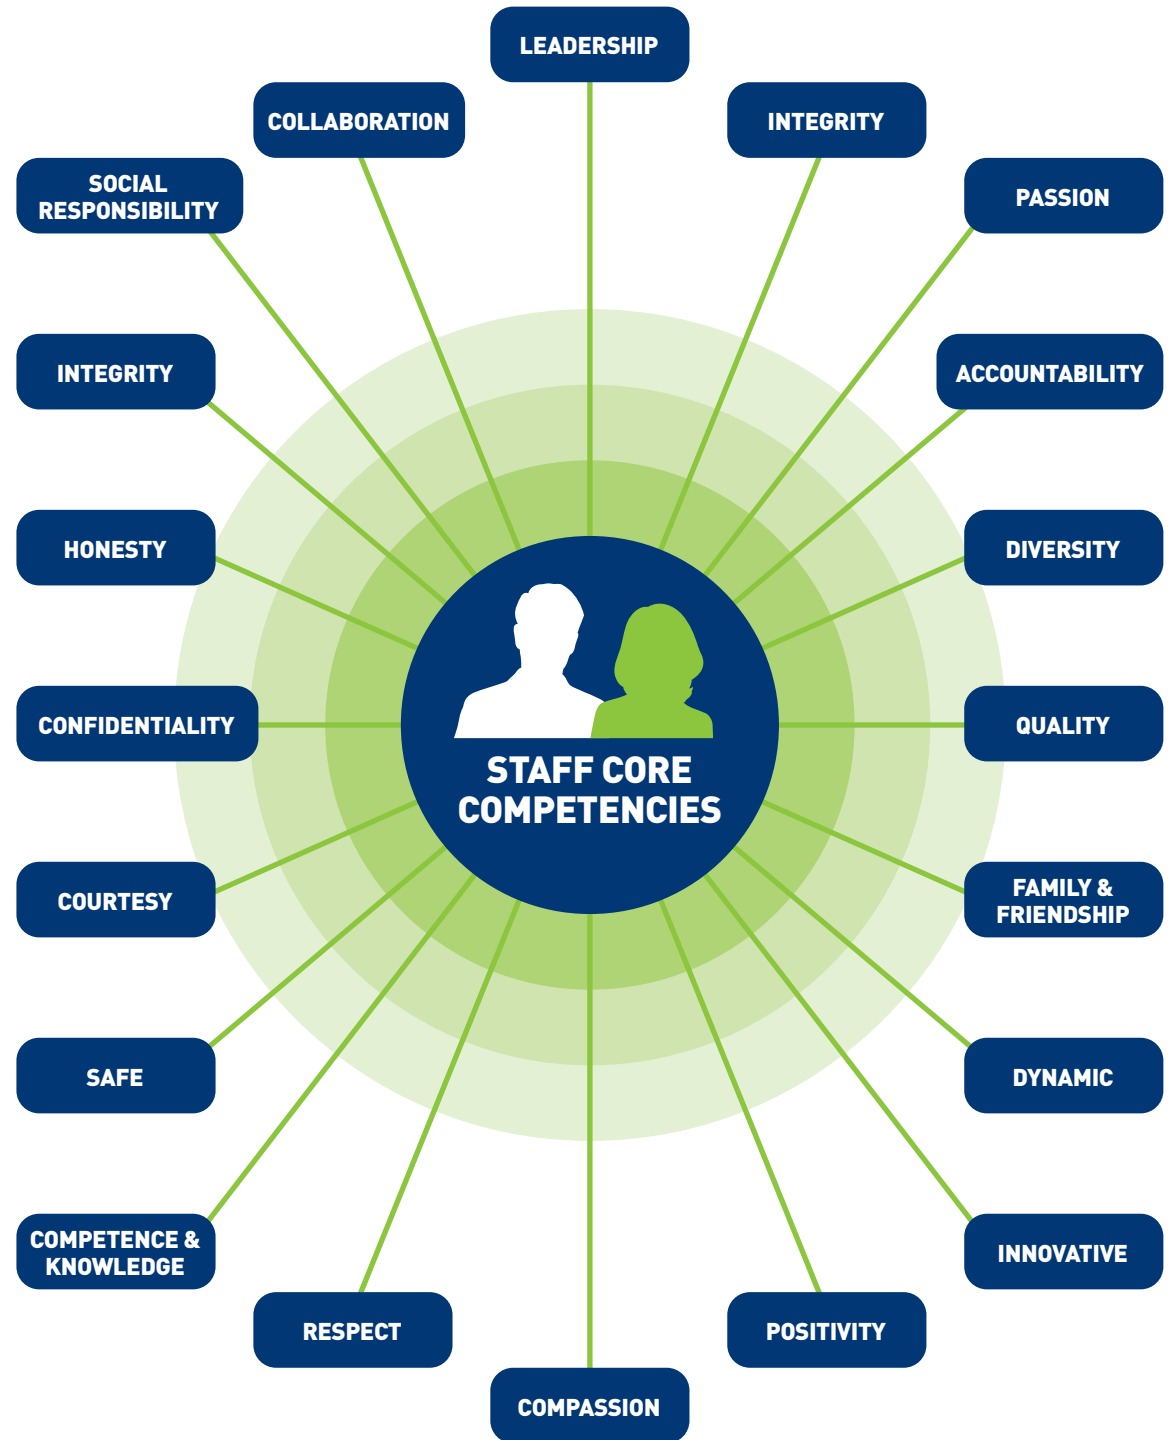 LEADERSHIP
COLLABORATION
INTEGRITY
SOCIAL
RESPONSIBILITY
PASSION
INTEGRITY
ACCOUNTABILITY
HONESTY
DIVERSITY
CONFIDENTIALITY
QUALITY
STAFF CORE
COMPETENCIES
COURTESY
FAMILY &
FRIENDSHIP
SAFE
DYNAMIC
COMPETENCE &
KNOWLEDGE
INNOVATIVE
RESPECT
POSITIVITY
COMPASSION